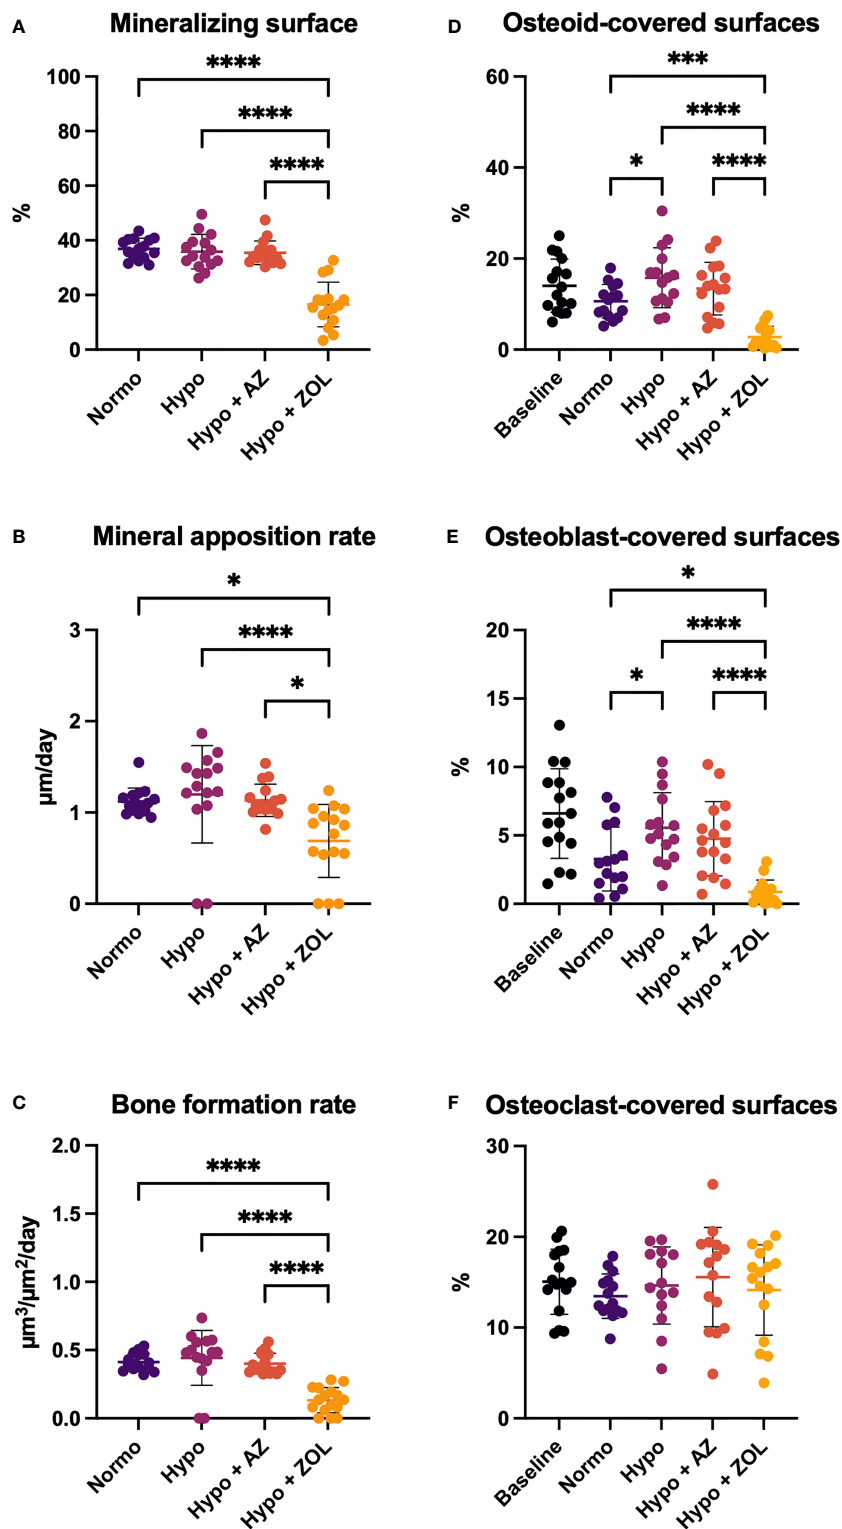 A Mineralizing surface
****
****
****
100
80
60
40
20
0
%
Normo
Hypo
Hypo + AZ
Hypo + ZOL
D Osteoid-covered surfaces
***
****
* ****
60
40
20
0
%
Baseline
Normo
Hypo
Hypo + AZ
Hypo + ZOL
B Mineral apposition rate
*
****
*
3
2
1
0
µm/day
Normo
Hypo
Hypo + AZ
Hypo + ZOL
E Osteoblast-covered surfaces
*
****
* ****
20
15
10
5
0
%
Baseline
Normo
Hypo
Hypo + AZ
Hypo + ZOL
C Bone formation rate
****
****
****
2.0
1.5
1.0
0.5
0.0
µm³/µm²/day
Normo
Hypo
Hypo + AZ
Hypo + ZOL
F Osteoclast-covered surfaces
30
20
10
0
%
Baseline
Normo
Hypo
Hypo + AZ
Hypo + ZOL